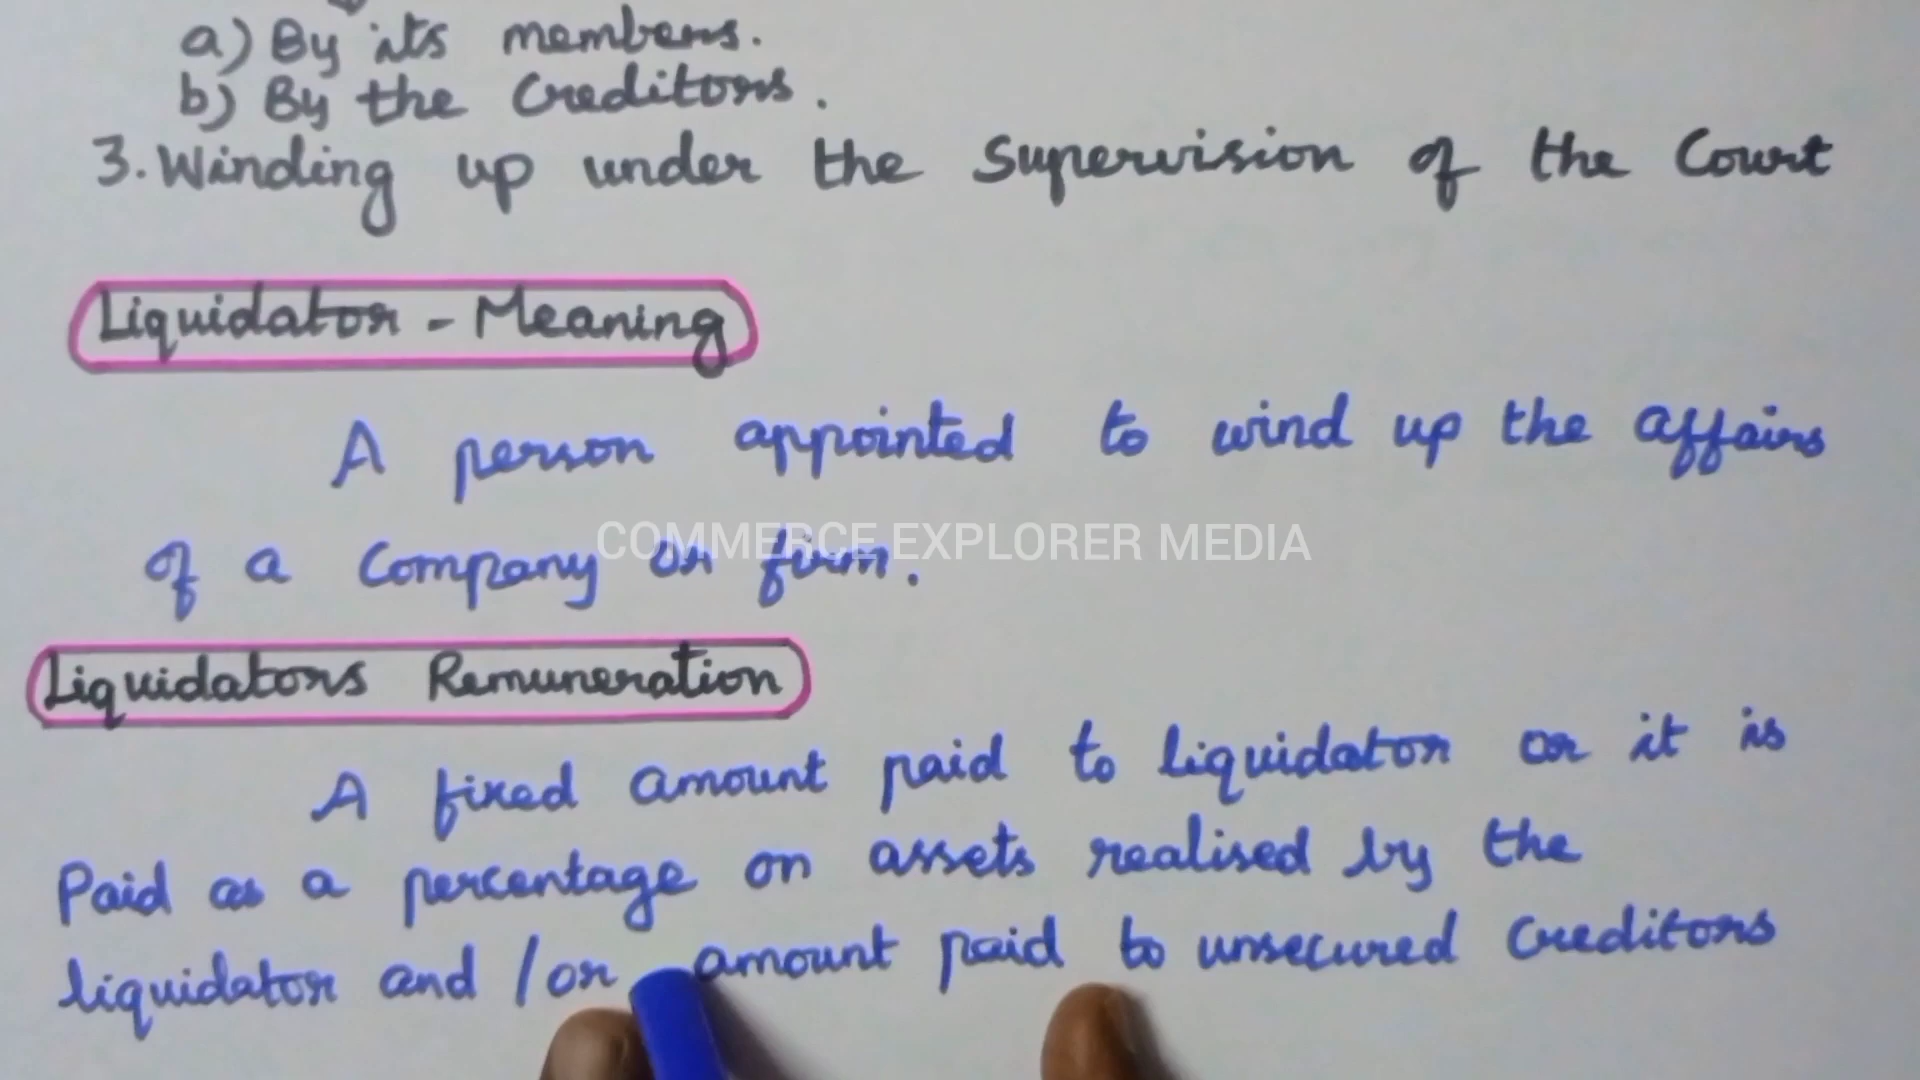 a) By its members.
b) By the Creditors.
3. Winding up under the Supervision of the Court
Liquidator - Meaning
A person appointed to wind up the affairs
of a Company or firm.
COMMERCE EXPLORER MEDIA
Liquidators Remuneration
A fixed amount paid to liquidator or it is
Paid as a percentage on assets realised by the
liquidator and / or amount paid to unsecured Creditors